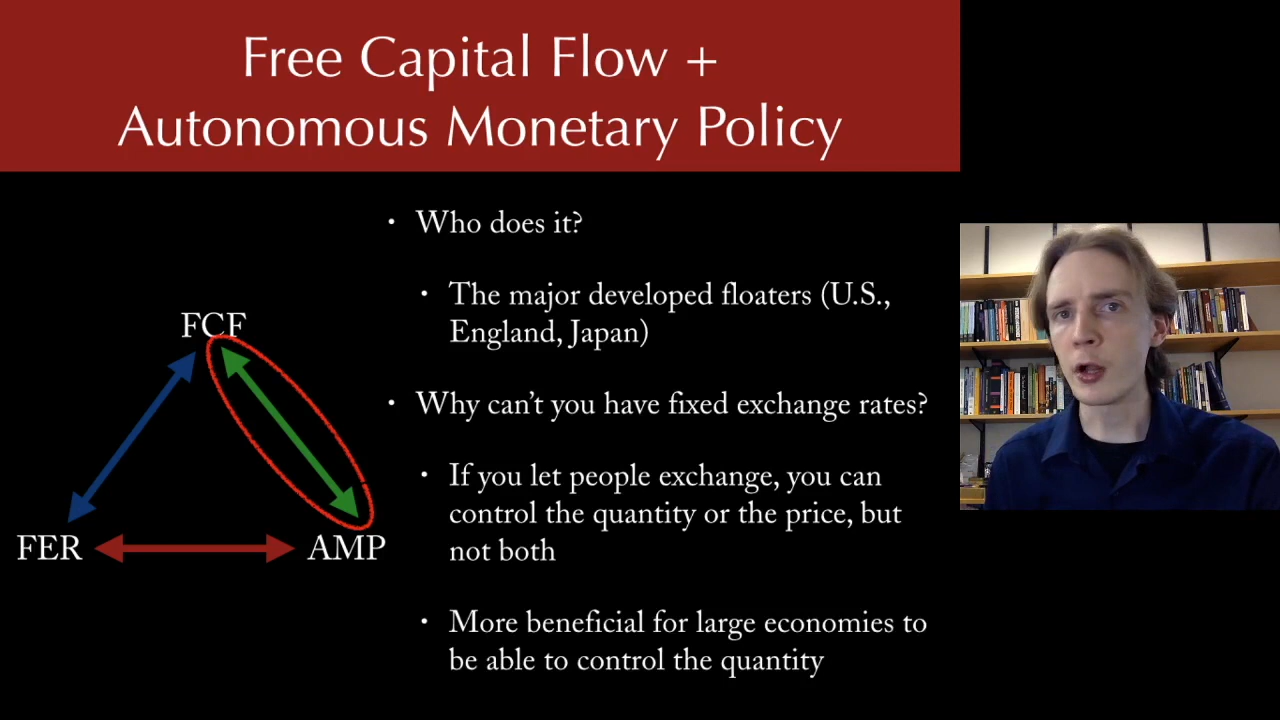 Free Capital Flow +
Autonomous Monetary Policy
• Who does it?
• The major developed floaters (U.S.,
England, Japan)
• Why can't you have fixed exchange rates?
• If you let people exchange, you can
control the quantity or the price, but
not both
• More beneficial for large economies to
be able to control the quantity
FCF
FER
AMP